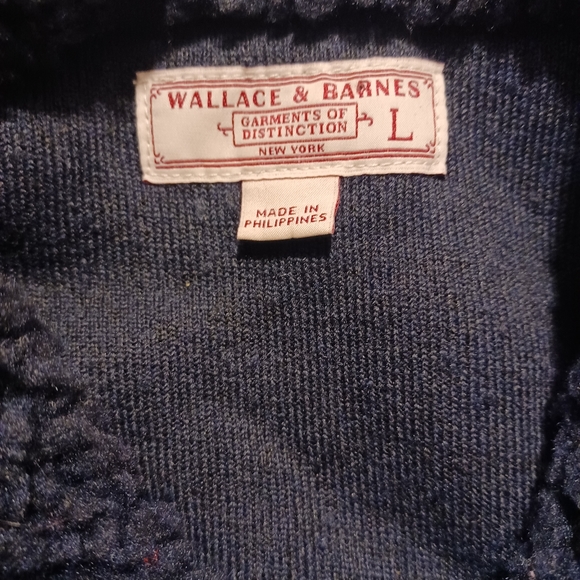 WALLACE & BARNES
GARMENTS OF
DISTINCTION
L
NEW YORK
MADE IN
PHILIPPINES